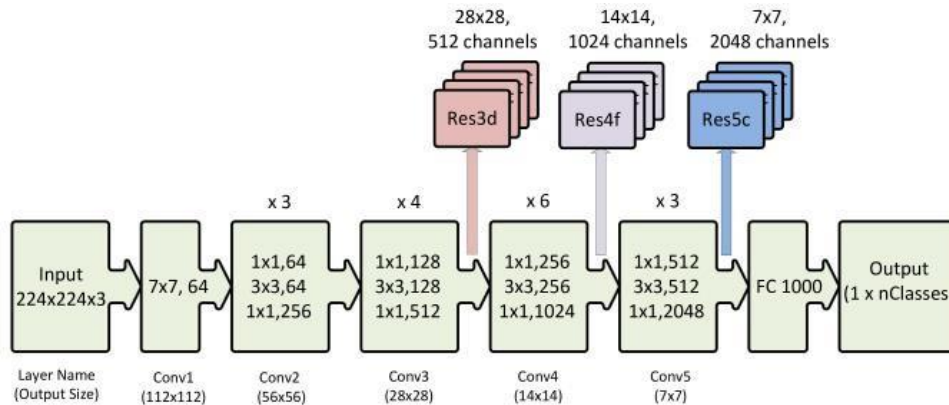 28x28,
512 channels
14x14,
1024 channels
7x7,
2048 channels
Res3d
Res4f
Res5c
x 3
x 4
x 6
x 3
Input
224x224x3
7x7, 64
1x1,64
3x3,64
1x1,256
1x1,128
3x3,128
1x1,512
1x1,256
3x3,256
1x1,1024
1x1,512
3x3,512
1x1,2048
FC 1000
Output
(1 x nClasses
Layer Name
(Output Size)
Conv1
(112x112)
Conv2
(56x56)
Conv3
(28x28)
Conv4
(14x14)
Conv5
(7x7)